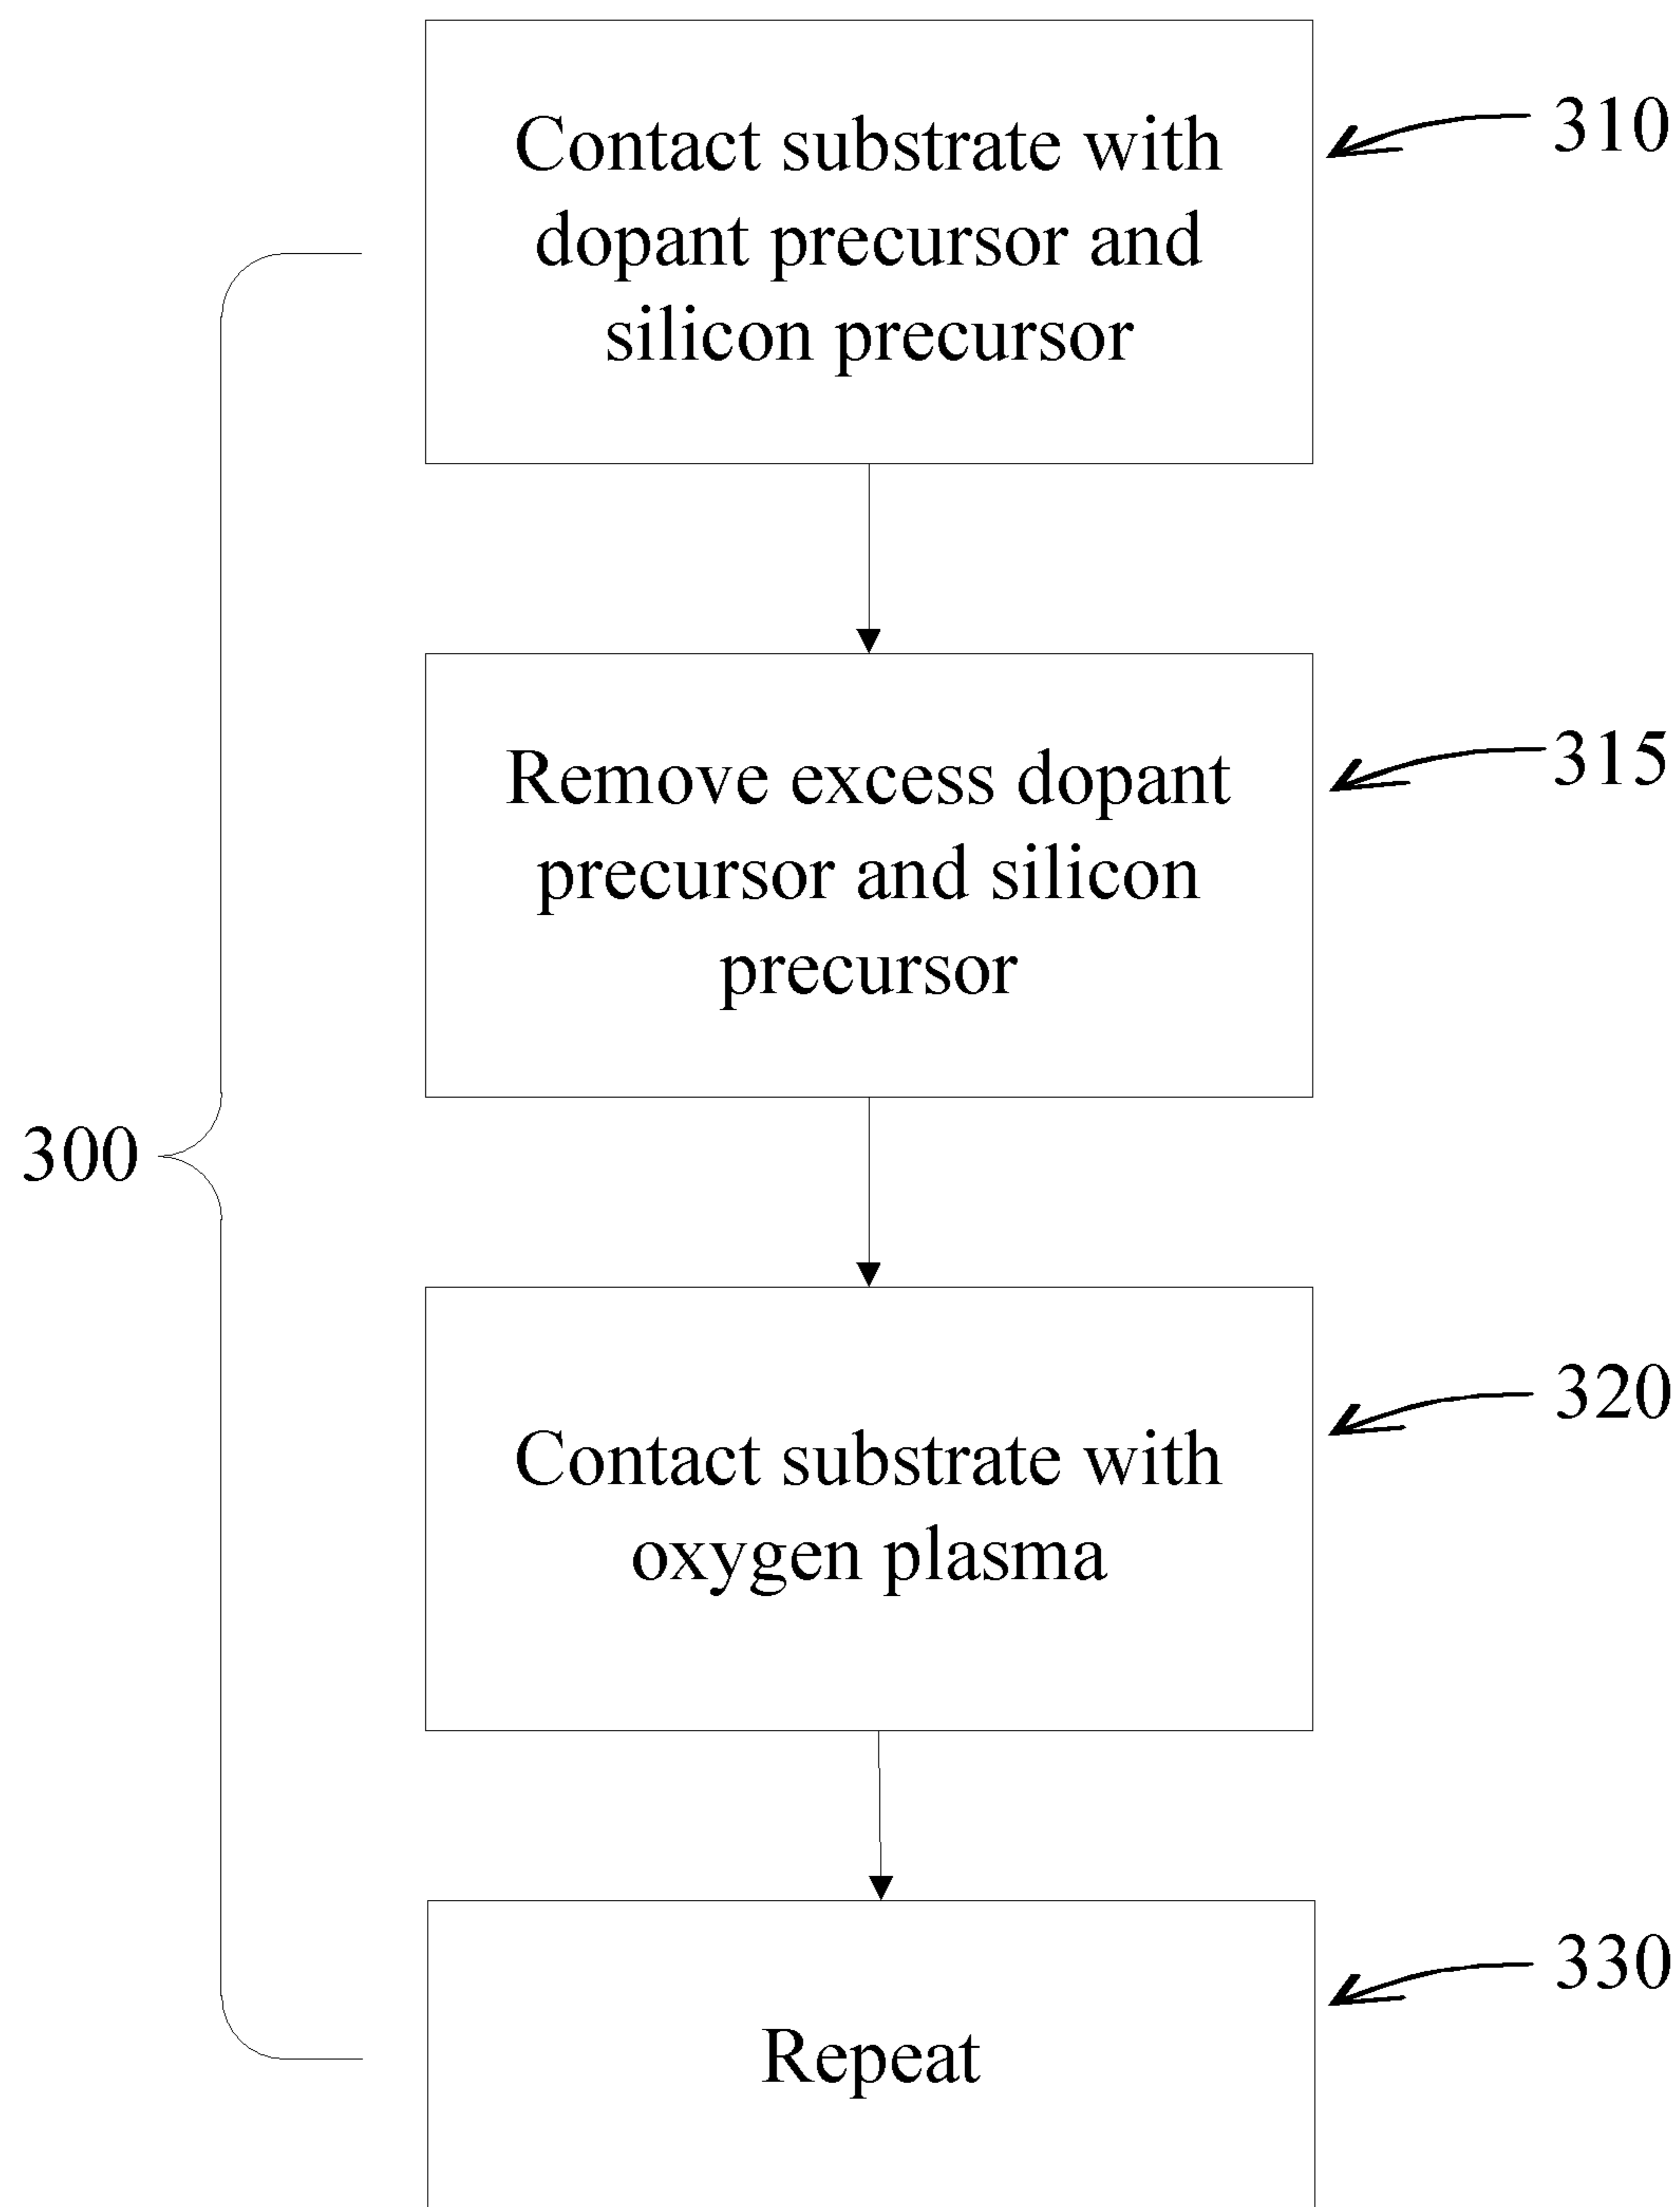 Contact substrate with
dopant precursor and
silicon precursor
310
Remove excess dopant
precursor and silicon
precursor
315
300
Contact substrate with
oxygen plasma
320
Repeat
330